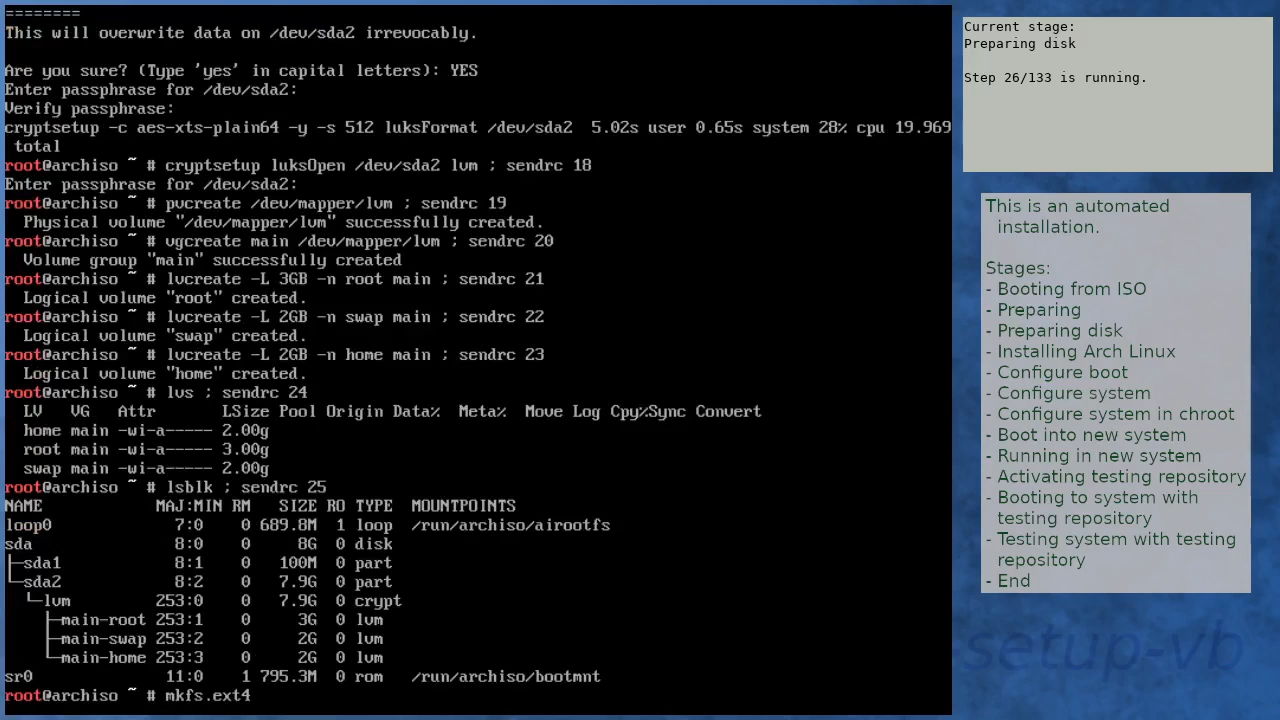 ========
This will overwrite data on /dev/sda2 irrevocably.
Are you sure? (Type 'yes' in capital letters): YES
Enter passphrase for /dev/sda2:
Verify passphrase:
cryptsetup -c aes-xts-plain64 -y -s 512 luksFormat /dev/sda2  5.02s user 0.65s system 28% cpu 19.969
 total
root@archiso ~ # cryptsetup luksOpen /dev/sda2 lvm ; sendrc 18
Enter passphrase for /dev/sda2:
root@archiso ~ # pvcreate /dev/mapper/lvm ; sendrc 19
  Physical volume "/dev/mapper/lvm" successfully created.
root@archiso ~ # vgcreate main /dev/mapper/lvm ; sendrc 20
  Volume group "main" successfully created
root@archiso ~ # lvcreate -L 3GB -n root main ; sendrc 21
  Logical volume "root" created.
root@archiso ~ # lvcreate -L 2GB -n swap main ; sendrc 22
  Logical volume "swap" created.
root@archiso ~ # lvcreate -L 2GB -n home main ; sendrc 23
  Logical volume "home" created.
root@archiso ~ # lvs ; sendrc 24
  LV   VG   Attr       LSize Pool Origin Data%  Meta%  Move Log Cpy%Sync Convert
  home main -wi-a----- 2.00g
  root main -wi-a----- 3.00g
  swap main -wi-a----- 2.00g
root@archiso ~ # lsblk ; sendrc 25
NAME            MAJ:MIN RM   SIZE RO TYPE  MOUNTPOINTS
loop0             7:0    0 689.8M  1 loop  /run/archiso/airootfs
sda               8:0    0     8G  0 disk
├─sda1            8:1    0   100M  0 part
└─sda2            8:2    0   7.9G  0 part
  └─lvm         253:0    0   7.9G  0 crypt
    ├─main-root 253:1    0     3G  0 lvm
    ├─main-swap 253:2    0     2G  0 lvm
    └─main-home 253:3    0     2G  0 lvm
sr0              11:0    1 795.3M  0 rom   /run/archiso/bootmnt
root@archiso ~ # mkfs.ext4
Current stage:
Preparing disk
Step 26/133 is running.
This is an automated
installation.
Stages:
- Booting from ISO
- Preparing
- Preparing disk
- Installing Arch Linux
- Configure boot
- Configure system
- Configure system in chroot
- Boot into new system
- Running in new system
- Activating testing repository
- Booting to system with
testing repository
- Testing system with testing
repository
- End
setup-vb